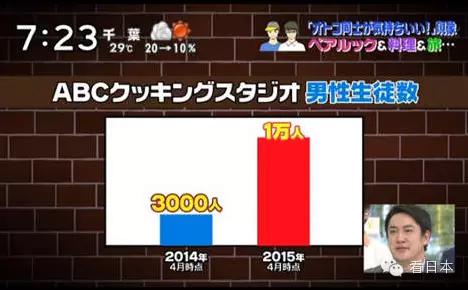 7:23 千葉
29℃ 20→10%
「オトコ同士が気持ちいい!」現象
ペアルック&料理&旅…
ABCクッキングスタジオ 男性生徒数
1万人
3000人
2014年
4月時点
2015年
4月時点
看日本